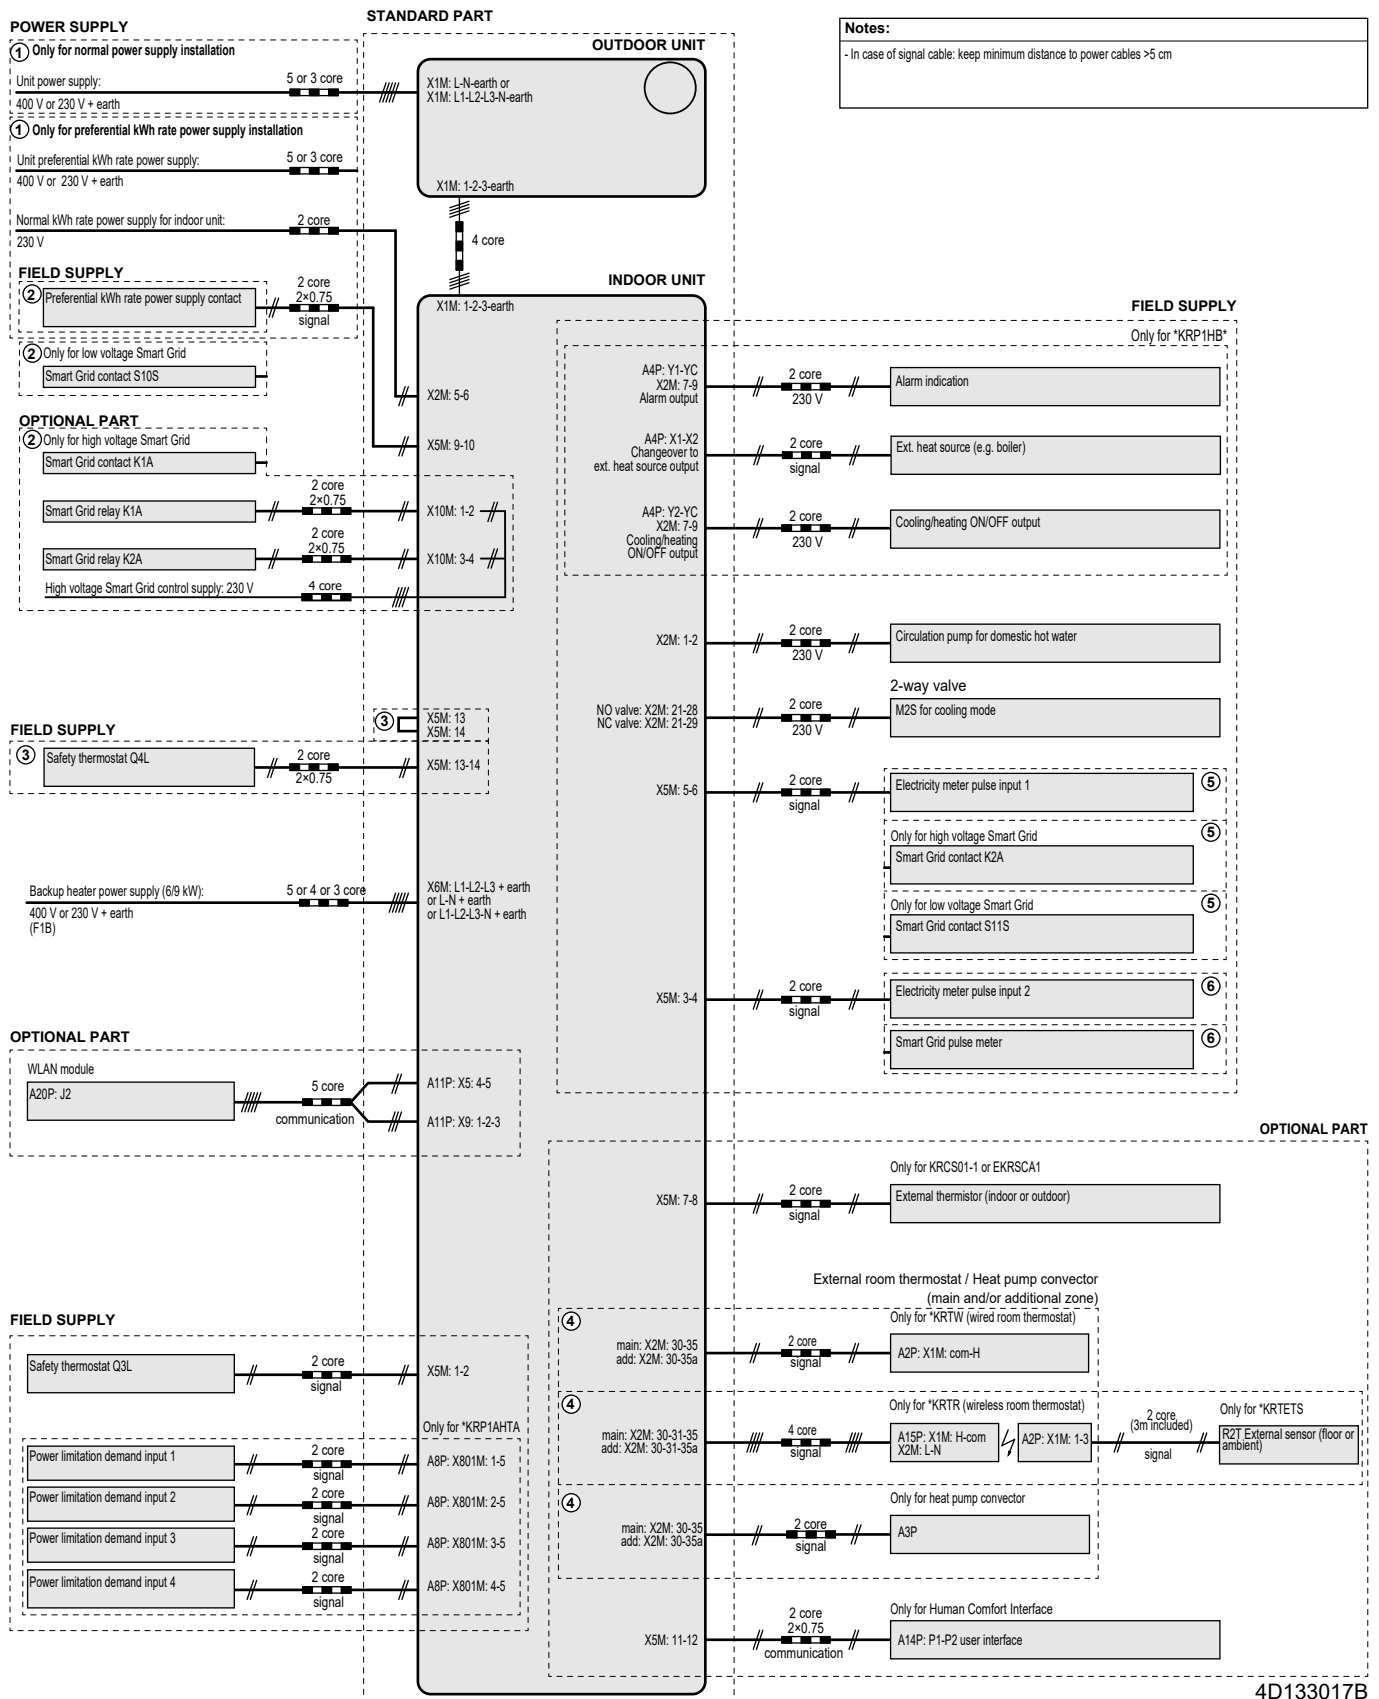 STANDARD PART
POWER SUPPLY
① Only for normal power supply installation
Unit power supply:
5 or 3 core
400 V or 230 V + earth
① Only for preferential kWh rate power supply installation
Unit preferential kWh rate power supply:
5 or 3 core
400 V or 230 V + earth
Normal kWh rate power supply for indoor unit:
2 core
230 V
FIELD SUPPLY
② Preferential kWh rate power supply contact
2 core
2×0.75
signal
② Only for low voltage Smart Grid
Smart Grid contact S10S
OPTIONAL PART
② Only for high voltage Smart Grid
Smart Grid contact K1A
Smart Grid relay K1A
2 core
2×0.75
Smart Grid relay K2A
2 core
2×0.75
High voltage Smart Grid control supply: 230 V
4 core
FIELD SUPPLY
③ Safety thermostat Q4L
2 core
2×0.75
Backup heater power supply (6/9 kW):
5 or 4 or 3 core
400 V or 230 V + earth
(F1B)
OPTIONAL PART
WLAN module
A20P: J2
5 core
communication
FIELD SUPPLY
Safety thermostat Q3L
2 core
signal
Only for *KRP1AHTA
Power limitation demand input 1
2 core
signal
Power limitation demand input 2
2 core
signal
Power limitation demand input 3
2 core
signal
Power limitation demand input 4
2 core
signal
OUTDOOR UNIT
X1M: L-N-earth or
X1M: L1-L2-L3-N-earth
X1M: 1-2-3-earth
4 core
INDOOR UNIT
X1M: 1-2-3-earth
X2M: 5-6
X5M: 9-10
X10M: 1-2
X10M: 3-4
③
X5M: 13
X5M: 14
X5M: 13-14
X6M: L1-L2-L3 + earth
or L-N + earth
or L1-L2-L3-N + earth
A11P: X5: 4-5
A11P: X9: 1-2-3
X5M: 1-2
A8P: X801M: 1-5
A8P: X801M: 2-5
A8P: X801M: 3-5
A8P: X801M: 4-5
Notes:
- In case of signal cable: keep minimum distance to power cables >5 cm
FIELD SUPPLY
Only for *KRP1HB*
A4P: Y1-YC
X2M: 7-9
Alarm output
2 core
230 V
Alarm indication
A4P: X1-X2
Changeover to
ext. heat source output
2 core
signal
Ext. heat source (e.g. boiler)
A4P: Y2-YC
X2M: 7-9
Cooling/heating
ON/OFF output
2 core
230 V
Cooling/heating ON/OFF output
X2M: 1-2
2 core
230 V
Circulation pump for domestic hot water
2-way valve
NO valve: X2M: 21-28
NC valve: X2M: 21-29
2 core
230 V
M2S for cooling mode
X5M: 5-6
2 core
signal
Electricity meter pulse input 1
⑤
Only for high voltage Smart Grid
⑤
Smart Grid contact K2A
Only for low voltage Smart Grid
⑤
Smart Grid contact S11S
X5M: 3-4
2 core
signal
Electricity meter pulse input 2
⑥
Smart Grid pulse meter
⑥
OPTIONAL PART
Only for KRCS01-1 or EKRSCA1
X5M: 7-8
2 core
signal
External thermistor (indoor or outdoor)
External room thermostat / Heat pump convector
(main and/or additional zone)
④
Only for *KRTW (wired room thermostat)
main: X2M: 30-35
add: X2M: 30-35a
2 core
signal
A2P: X1M: com-H
④
Only for *KRTR (wireless room thermostat)
main: X2M: 30-31-35
add: X2M: 30-31-35a
4 core
signal
A15P: X1M: H-com
X2M: L-N
A2P: X1M: 1-3
2 core
(3m included)
signal
Only for *KRTETS
R2T External sensor (floor or
ambient)
④
Only for heat pump convector
main: X2M: 30-35
add: X2M: 30-35a
2 core
signal
A3P
Only for Human Comfort Interface
X5M: 11-12
2 core
2×0.75
communication
A14P: P1-P2 user interface
4D133017B